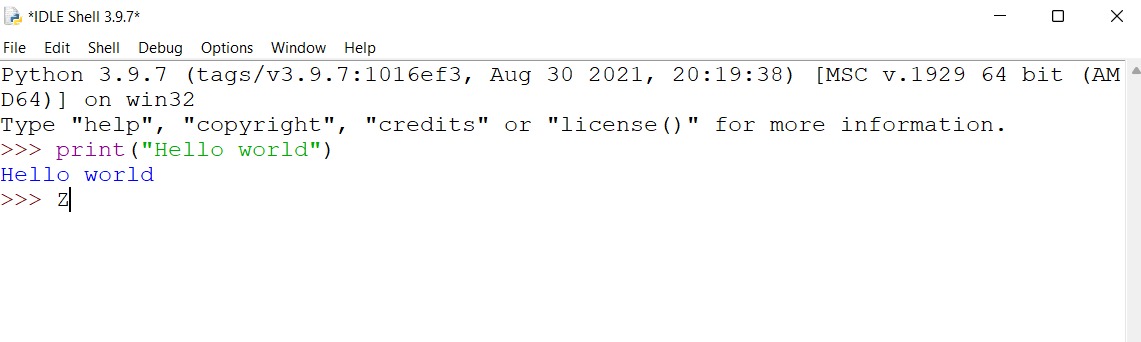 *IDLE Shell 3.9.7*
File Edit Shell Debug Options Window Help
Python 3.9.7 (tags/v3.9.7:1016ef3, Aug 30 2021, 20:19:38) [MSC v.1929 64 bit (AM
D64)] on win32
Type "help", "copyright", "credits" or "license()" for more information.
>>> print("Hello world")
Hello world
>>> Z